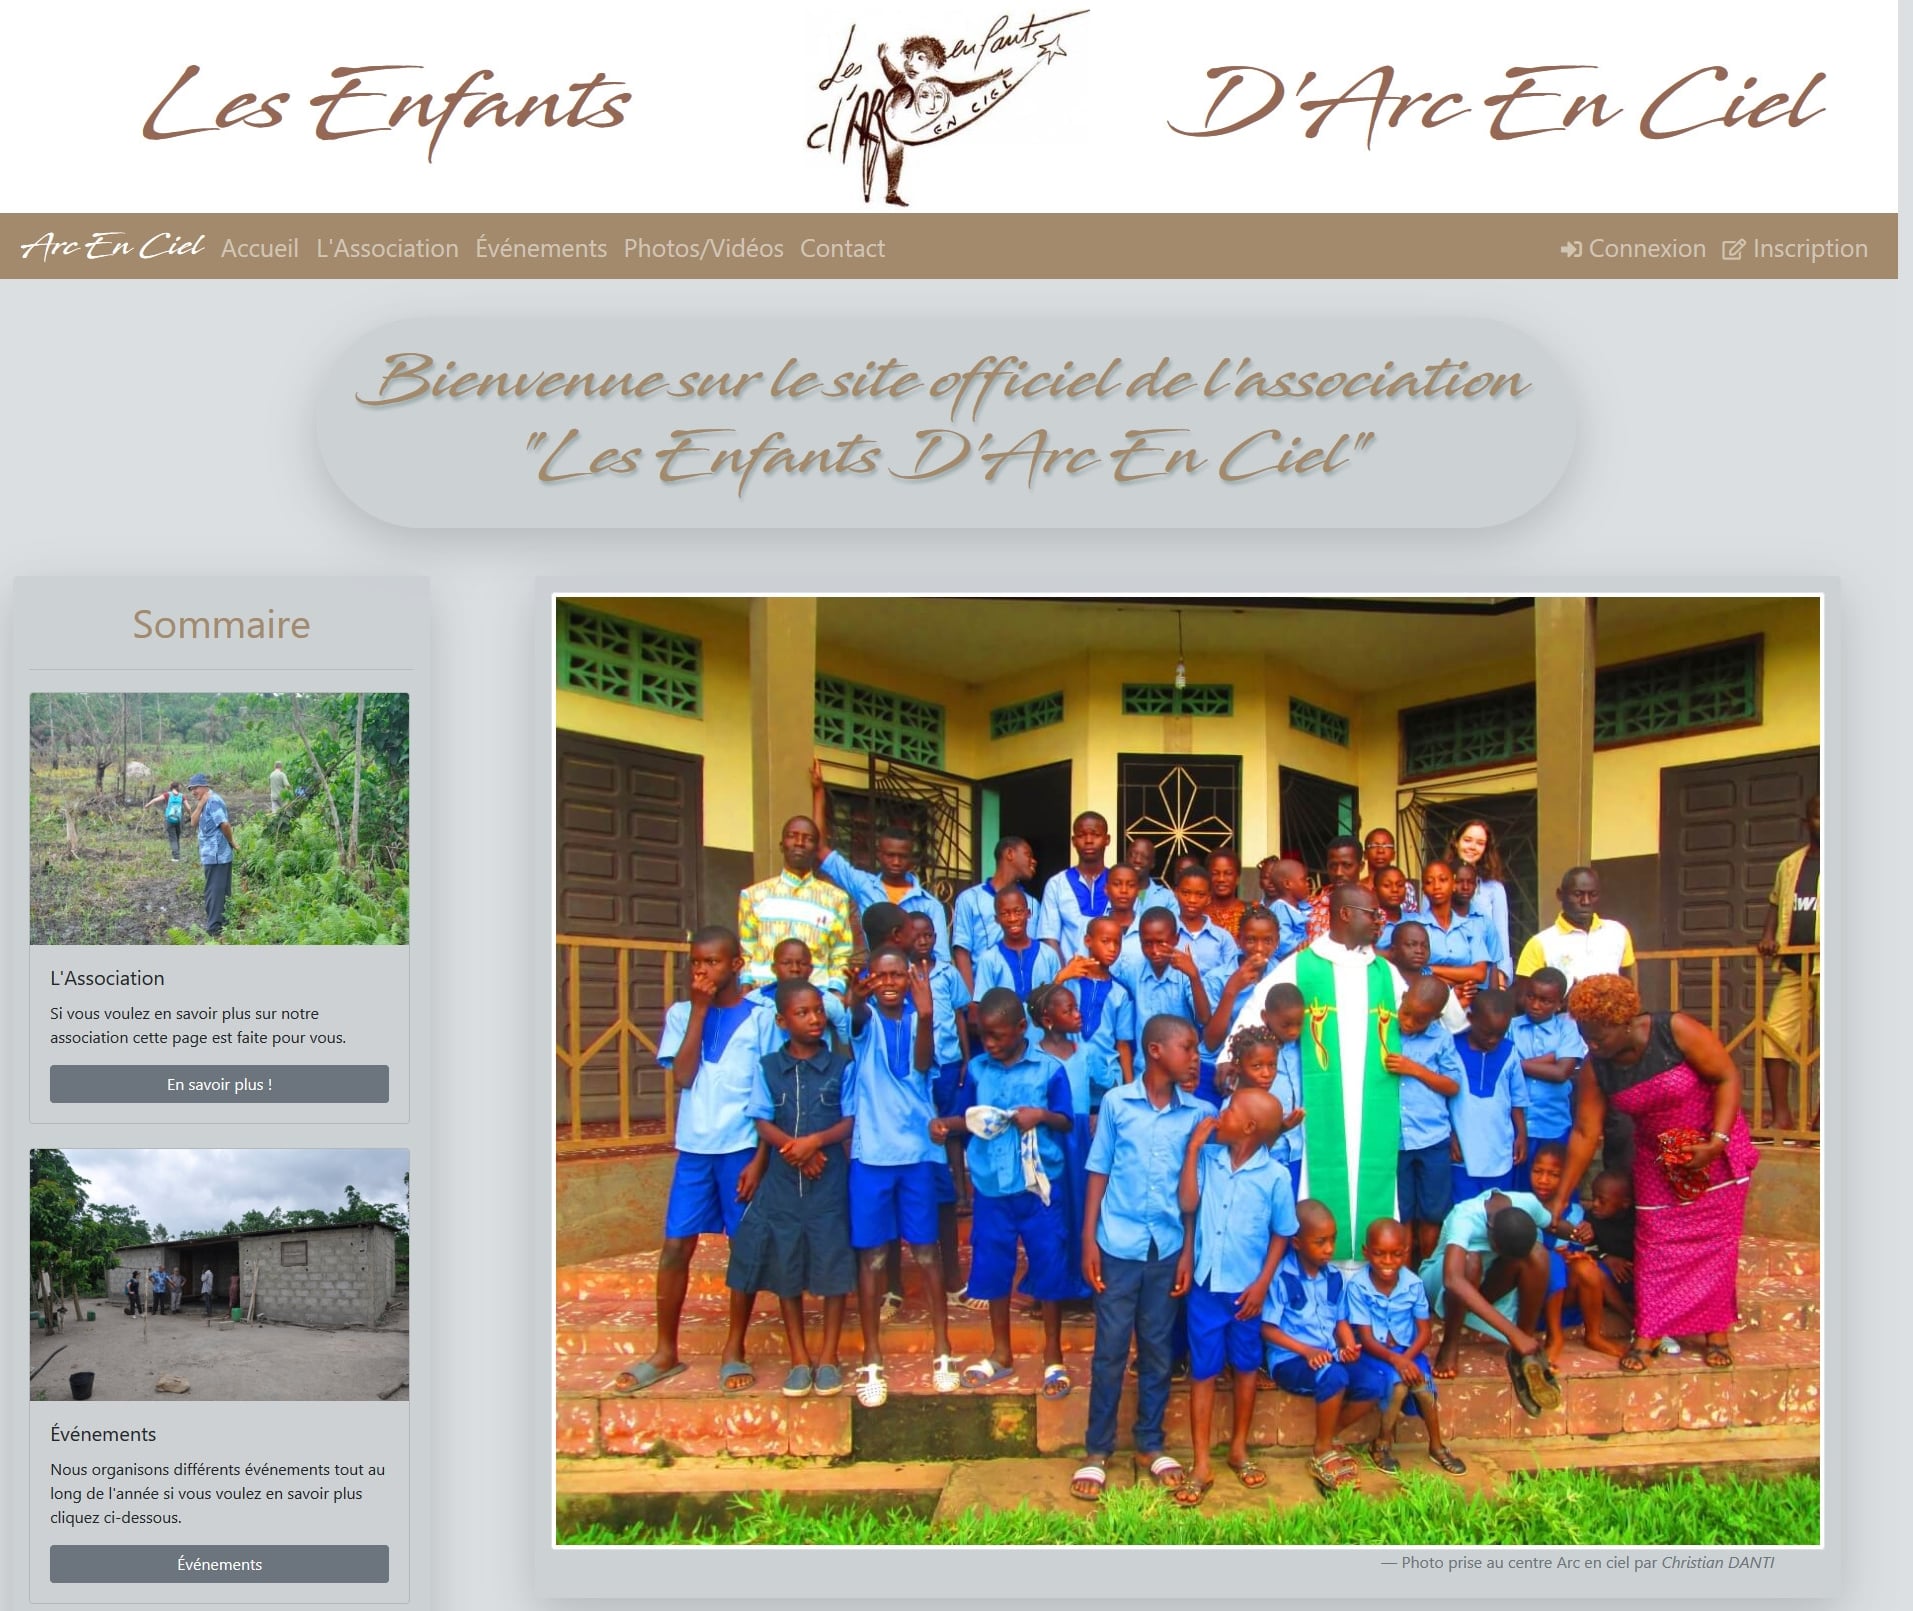 Les Enfants
Les enfants
d'ARC
EN CIEL
D'Arc En Ciel
Arc En Ciel Accueil L'Association Événements Photos/Vidéos Contact Connexion Inscription
Bienvenue sur le site officiel de l'association
"Les Enfants D'Arc En Ciel"
Sommaire
L'Association
Si vous voulez en savoir plus sur notre
association cette page est faite pour vous.
En savoir plus !
Événements
Nous organisons différents événements tout au
long de l'année si vous voulez en savoir plus
cliquez ci-dessous.
Événements
— Photo prise au centre Arc en ciel par Christian DANTI